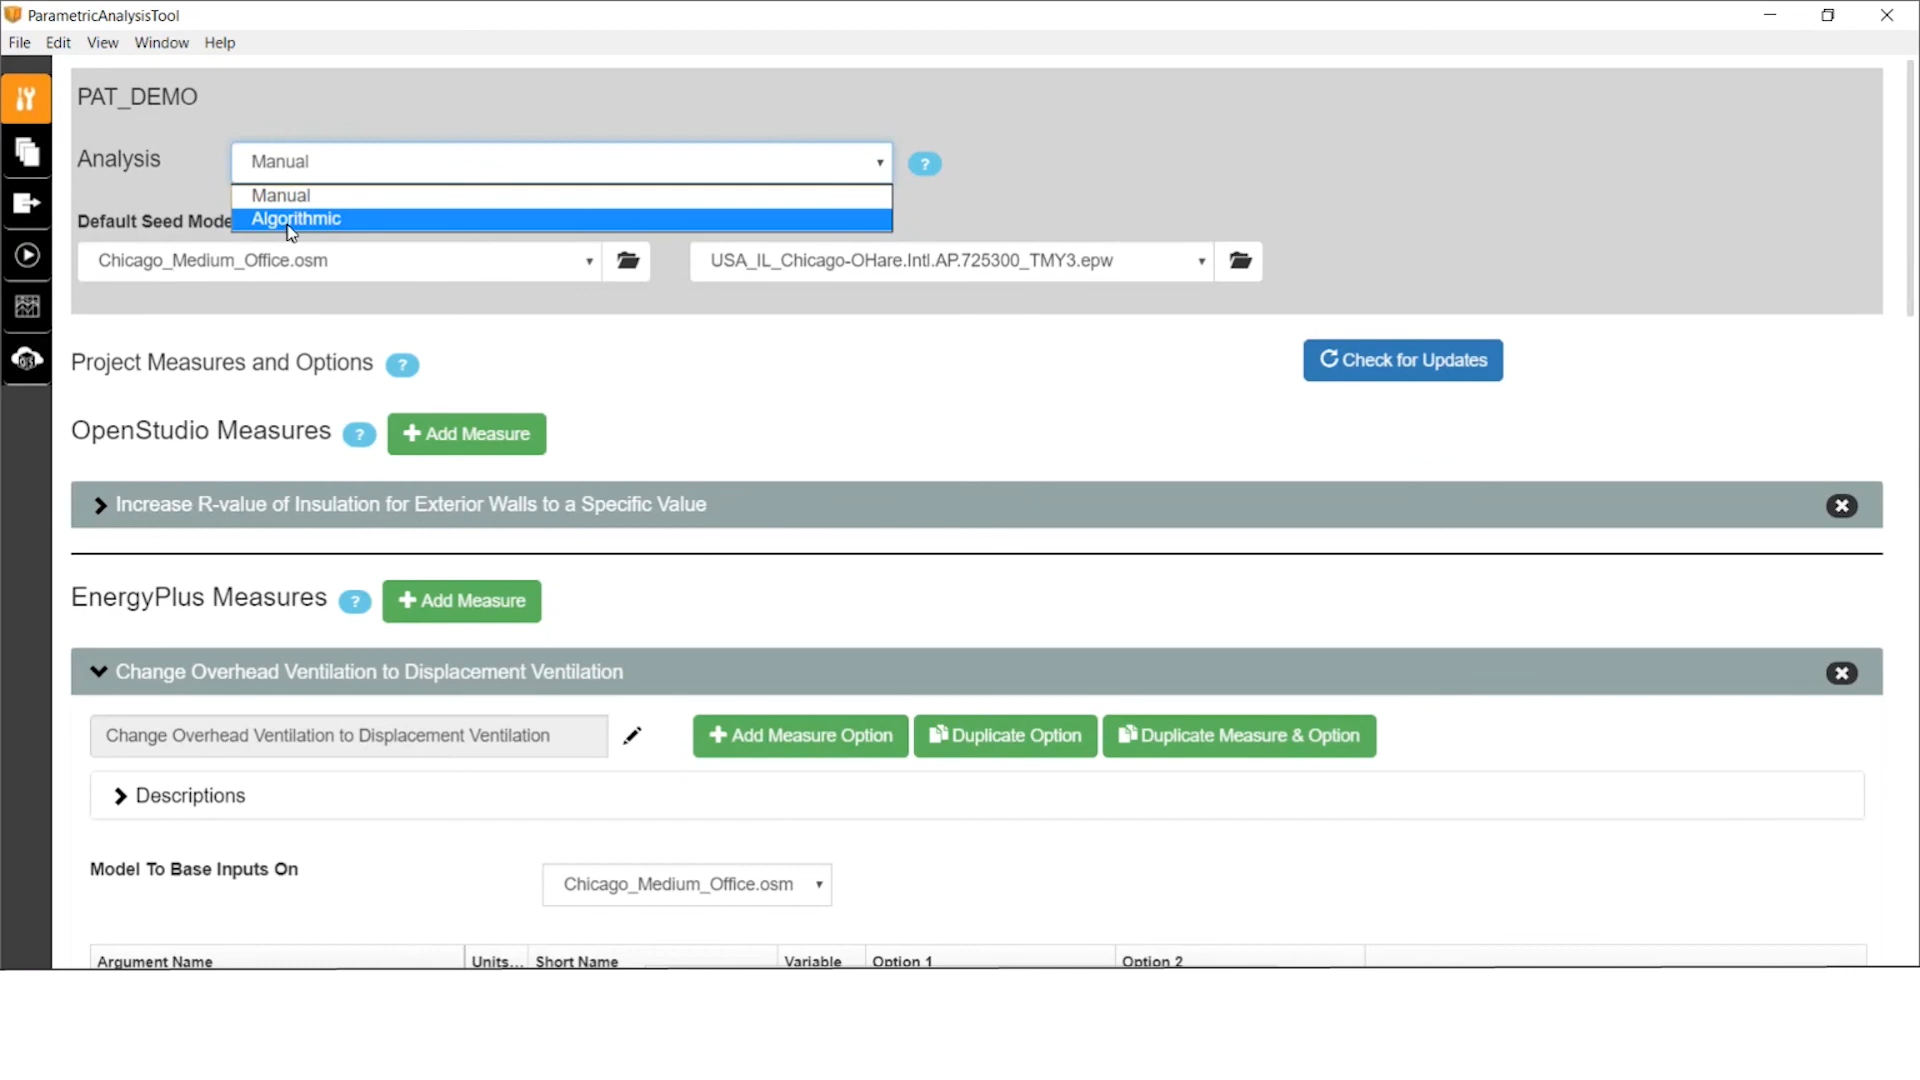 ParametricAnalysisTool
File Edit View Window Help
PAT_DEMO
Analysis
Manual
?
Manual
Algorithmic
Default Seed Mode
Chicago_Medium_Office.osm
USA_IL_Chicago-OHare.Intl.AP.725300_TMY3.epw
Project Measures and Options ?
Check for Updates
OpenStudio Measures ? Add Measure
Increase R-value of Insulation for Exterior Walls to a Specific Value
EnergyPlus Measures ? Add Measure
Change Overhead Ventilation to Displacement Ventilation
Change Overhead Ventilation to Displacement Ventilation
Add Measure Option Duplicate Option Duplicate Measure & Option
Descriptions
Model To Base Inputs On
Chicago_Medium_Office.osm
Argument Name Units... Short Name Variable Option 1 Option 2